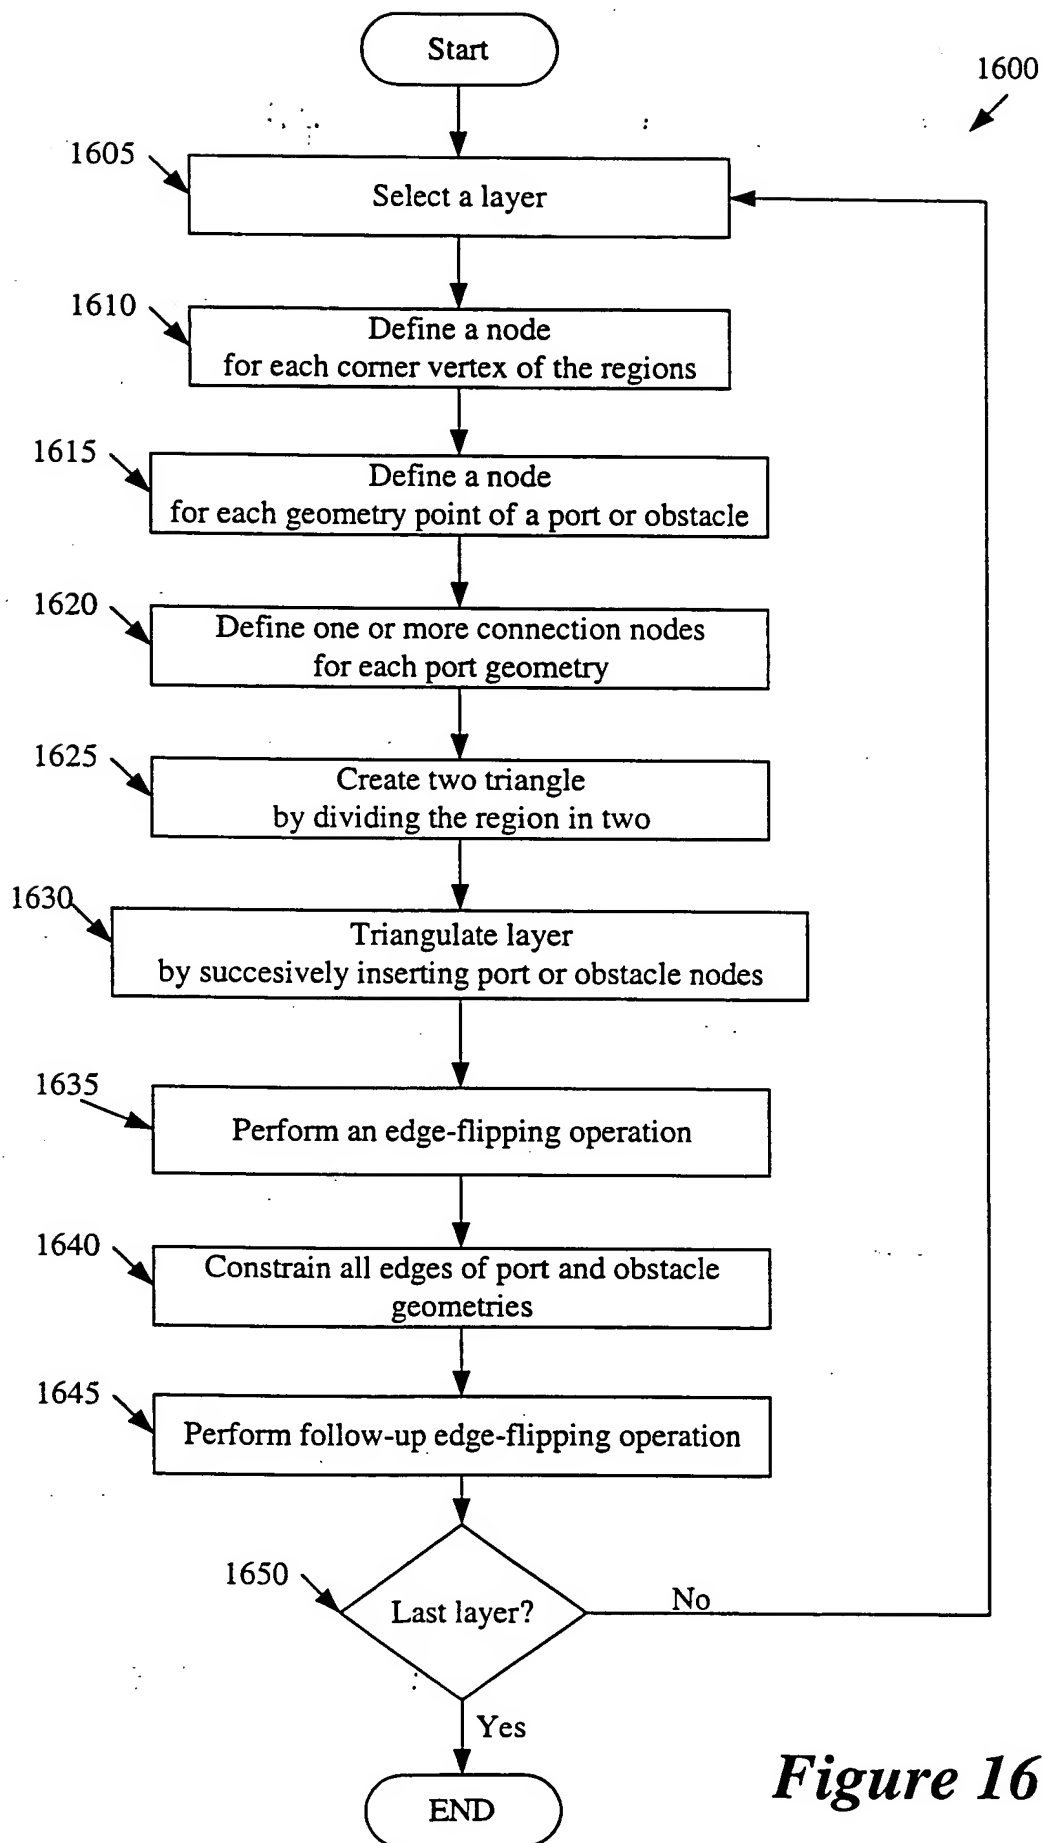 Start
1600
1605
Select a layer
1610
Define a node
for each corner vertex of the regions
1615
Define a node
for each geometry point of a port or obstacle
1620
Define one or more connection nodes
for each port geometry
1625
Create two triangle
by dividing the region in two
1630
Triangulate layer
by succesively inserting port or obstacle nodes
1635
Perform an edge-flipping operation
1640
Constrain all edges of port and obstacle
geometries
1645
Perform follow-up edge-flipping operation
1650
Last layer?
No
Yes
END
Figure 16